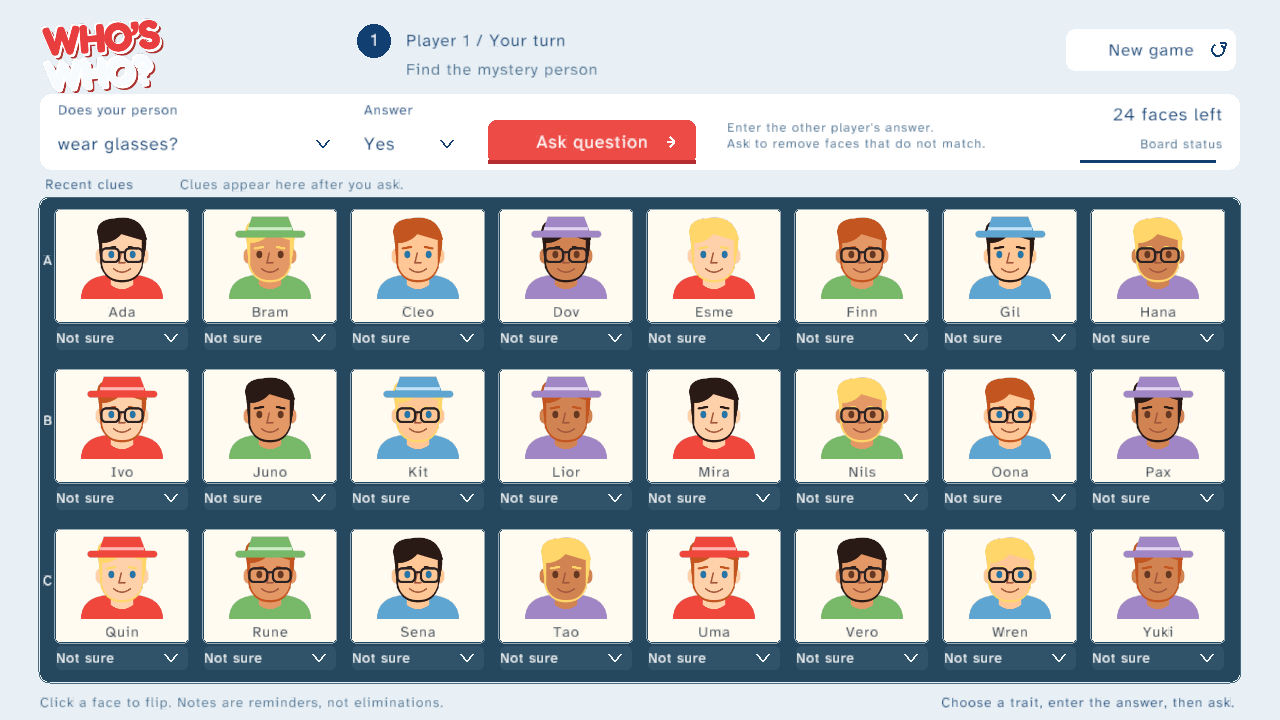 WHO'S
WHO?
1
Player 1 / Your turn
Find the mystery person
New game
Does your person
wear glasses?
Answer
Yes
Ask question
Enter the other player's answer.
Ask to remove faces that do not match.
24 faces left
Board status
Recent clues
Clues appear here after you ask.
A
Ada
Bram
Cleo
Dov
Esme
Finn
Gil
Hana
Not sure
Not sure
Not sure
Not sure
Not sure
Not sure
Not sure
Not sure
B
Ivo
Juno
Kit
Lior
Mira
Nils
Oona
Pax
Not sure
Not sure
Not sure
Not sure
Not sure
Not sure
Not sure
Not sure
C
Quin
Rune
Sena
Tao
Uma
Vero
Wren
Yuki
Not sure
Not sure
Not sure
Not sure
Not sure
Not sure
Not sure
Not sure
Click a face to flip. Notes are reminders, not eliminations.
Choose a trait, enter the answer, then ask.